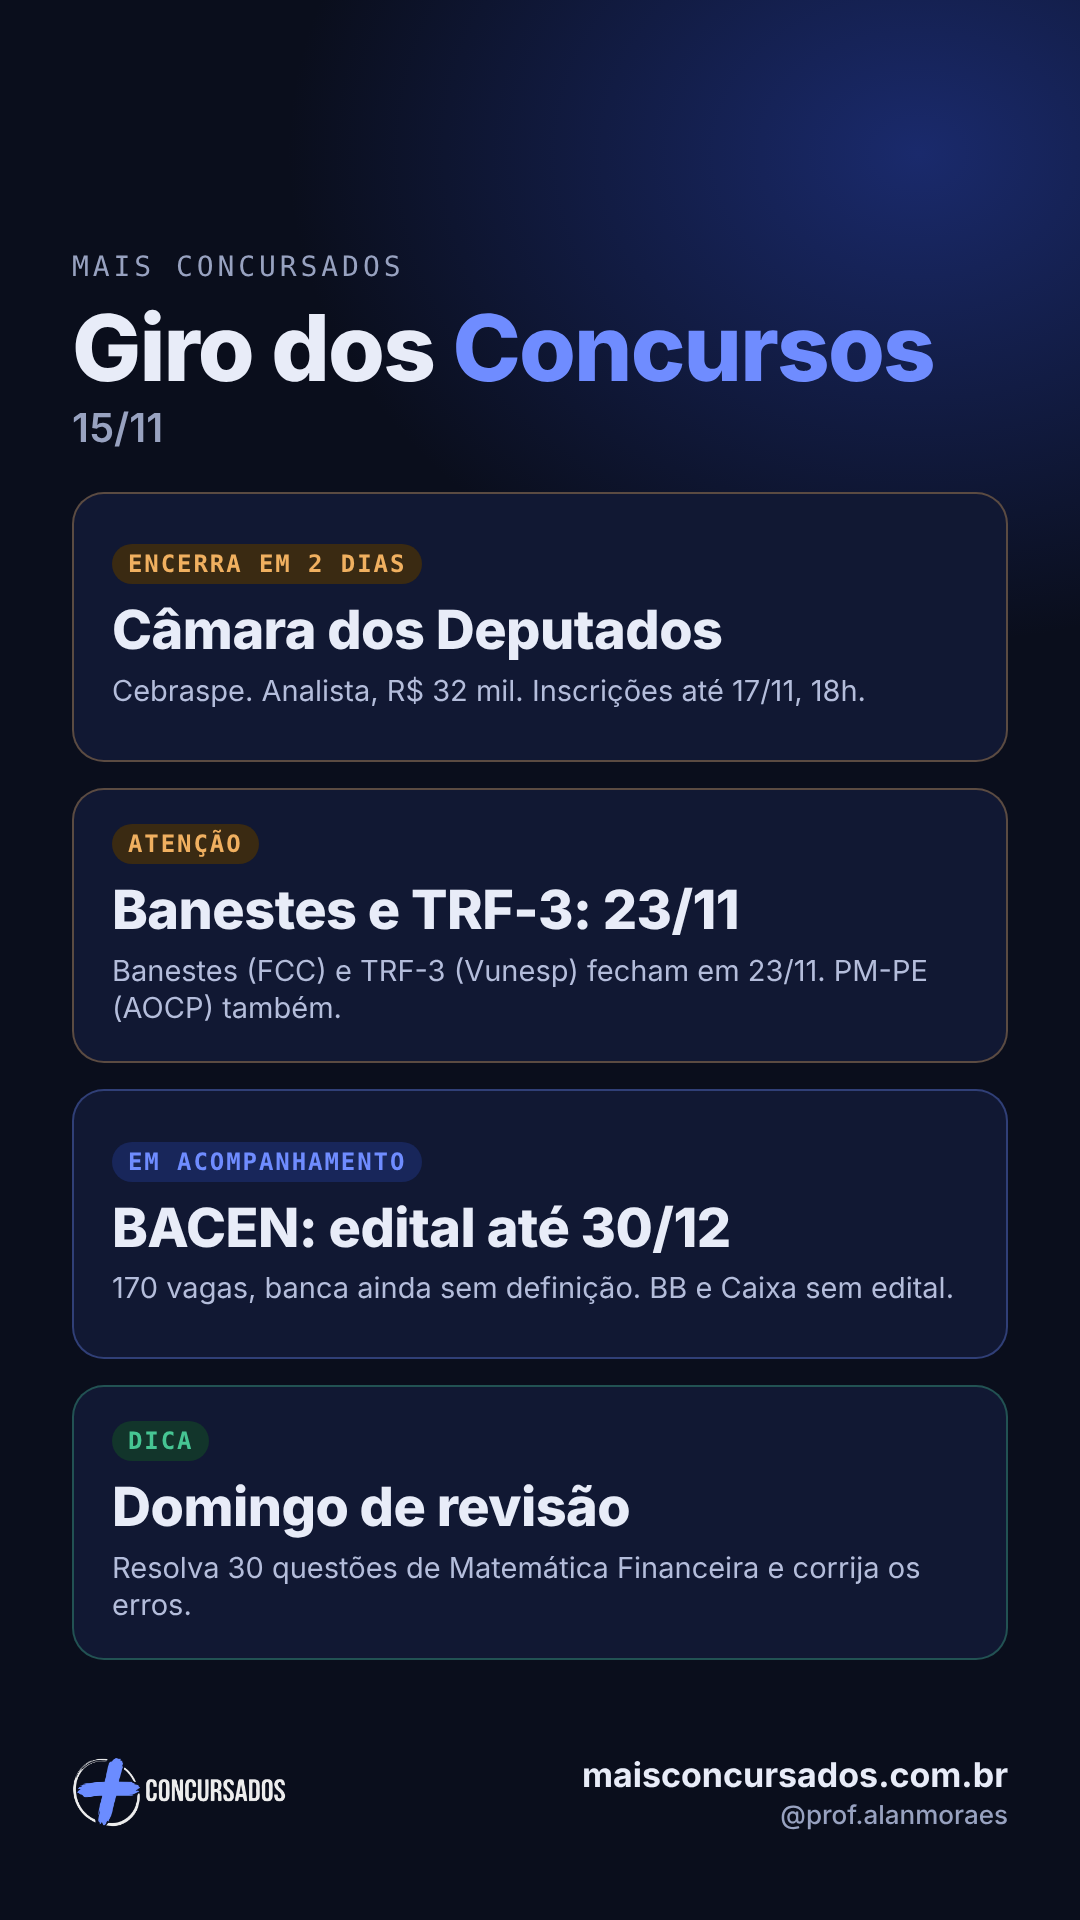 MAIS CONCURSADOS
Giro dos Concursos
15/11
ENCERRA EM 2 DIAS
Câmara dos Deputados
Cebraspe. Analista, R$ 32 mil. Inscrições até 17/11, 18h.
ATENÇÃO
Banestes e TRF-3: 23/11
Banestes (FCC) e TRF-3 (Vunesp) fecham em 23/11. PM-PE
(AOCP) também.
EM ACOMPANHAMENTO
BACEN: edital até 30/12
170 vagas, banca ainda sem definição. BB e Caixa sem edital.
DICA
Domingo de revisão
Resolva 30 questões de Matemática Financeira e corrija os
erros.
CONCURSADOS
maisconcursados.com.br
@prof.alanmoraes